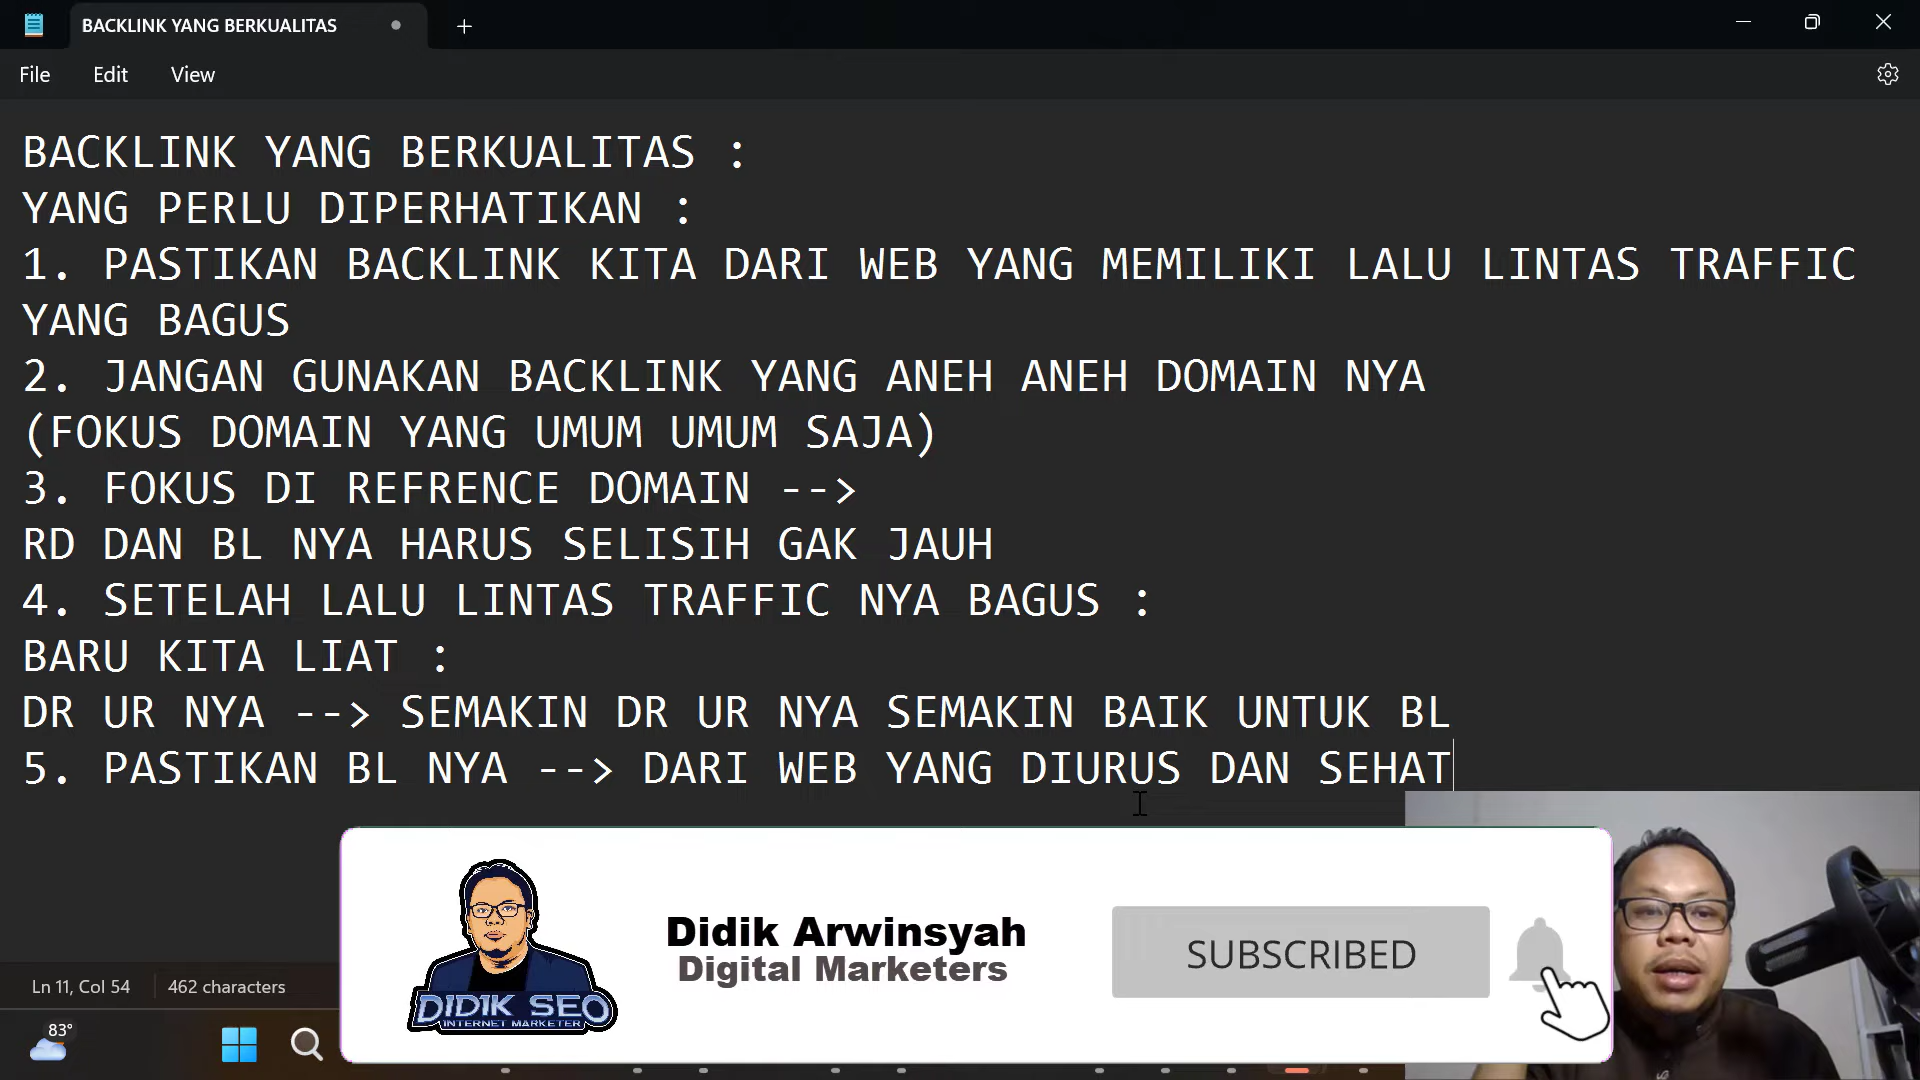 BACKLINK YANG BERKUALITAS
File Edit View
BACKLINK YANG BERKUALITAS :
YANG PERLU DIPERHATIKAN :
1. PASTIKAN BACKLINK KITA DARI WEB YANG MEMILIKI LALU LINTAS TRAFFIC
YANG BAGUS
2. JANGAN GUNAKAN BACKLINK YANG ANEH ANEH DOMAIN NYA
(FOKUS DOMAIN YANG UMUM UMUM SAJA)
3. FOKUS DI REFRENCE DOMAIN -->
RD DAN BL NYA HARUS SELISIH GAK JAUH
4. SETELAH LALU LINTAS TRAFFIC NYA BAGUS :
BARU KITA LIAT :
DR UR NYA --> SEMAKIN DR UR NYA SEMAKIN BAIK UNTUK BL
5. PASTIKAN BL NYA --> DARI WEB YANG DIURUS DAN SEHAT
Didik Arwinsyah
Digital Marketers
SUBSCRIBED
DIDIK SEO
INTERNET MARKETER
Ln 11, Col 54 462 characters
83°